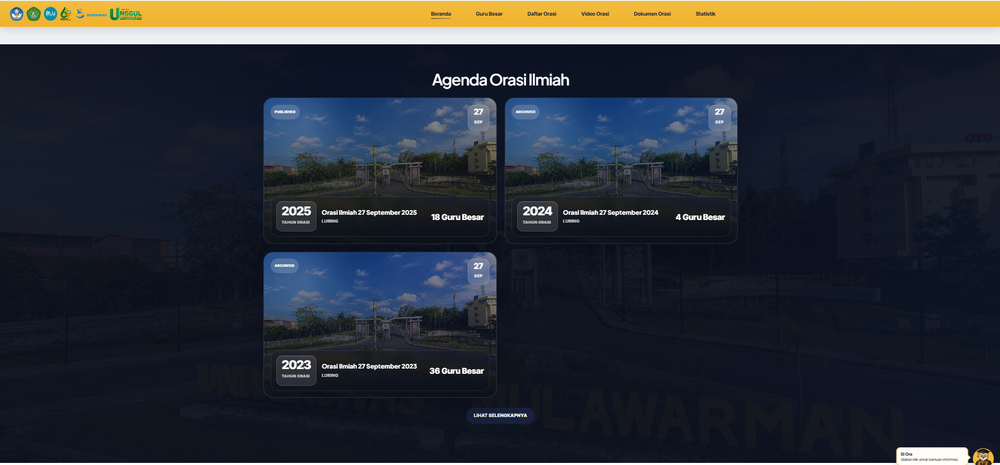 BLU
BERDAMPAK
UNGGUL
Beranda
Guru Besar
Daftar Orasi
Video Orasi
Dokumen Orasi
Statistik
Agenda Orasi Ilmiah
PUBLISHED
27
SEP
2025
TAHUN ORASI
Orasi Ilmiah 27 September 2025
LURING
18 Guru Besar
ARCHIVED
27
SEP
2024
TAHUN ORASI
Orasi Ilmiah 27 September 2024
LURING
4 Guru Besar
ARCHIVED
27
SEP
2023
TAHUN ORASI
Orasi Ilmiah 27 September 2023
LURING
36 Guru Besar
OYO
UNIVERSITAS MULAWARMAN
LIHAT SELENGKAPNYA
Si Ora
Silakan klik untuk bantuan informasi.